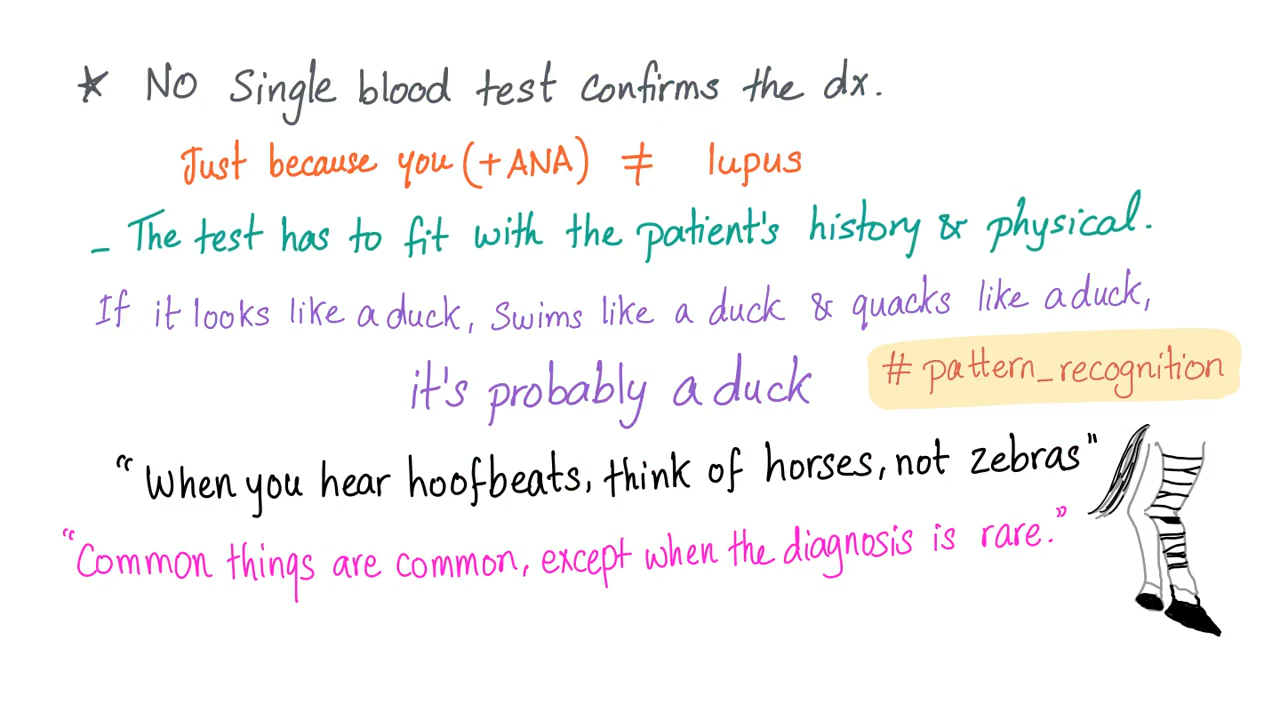 * No Single blood test confirms the dx.
Just because you (+ANA) ≠ lupus
- The test has to fit with the patient's history & physical.
If it looks like a duck, Swims like a duck & quacks like a duck,
it's probably a duck
#pattern_recognition
"When you hear hoofbeats, think of horses, not zebras"
"Common things are common, except when the diagnosis is rare."